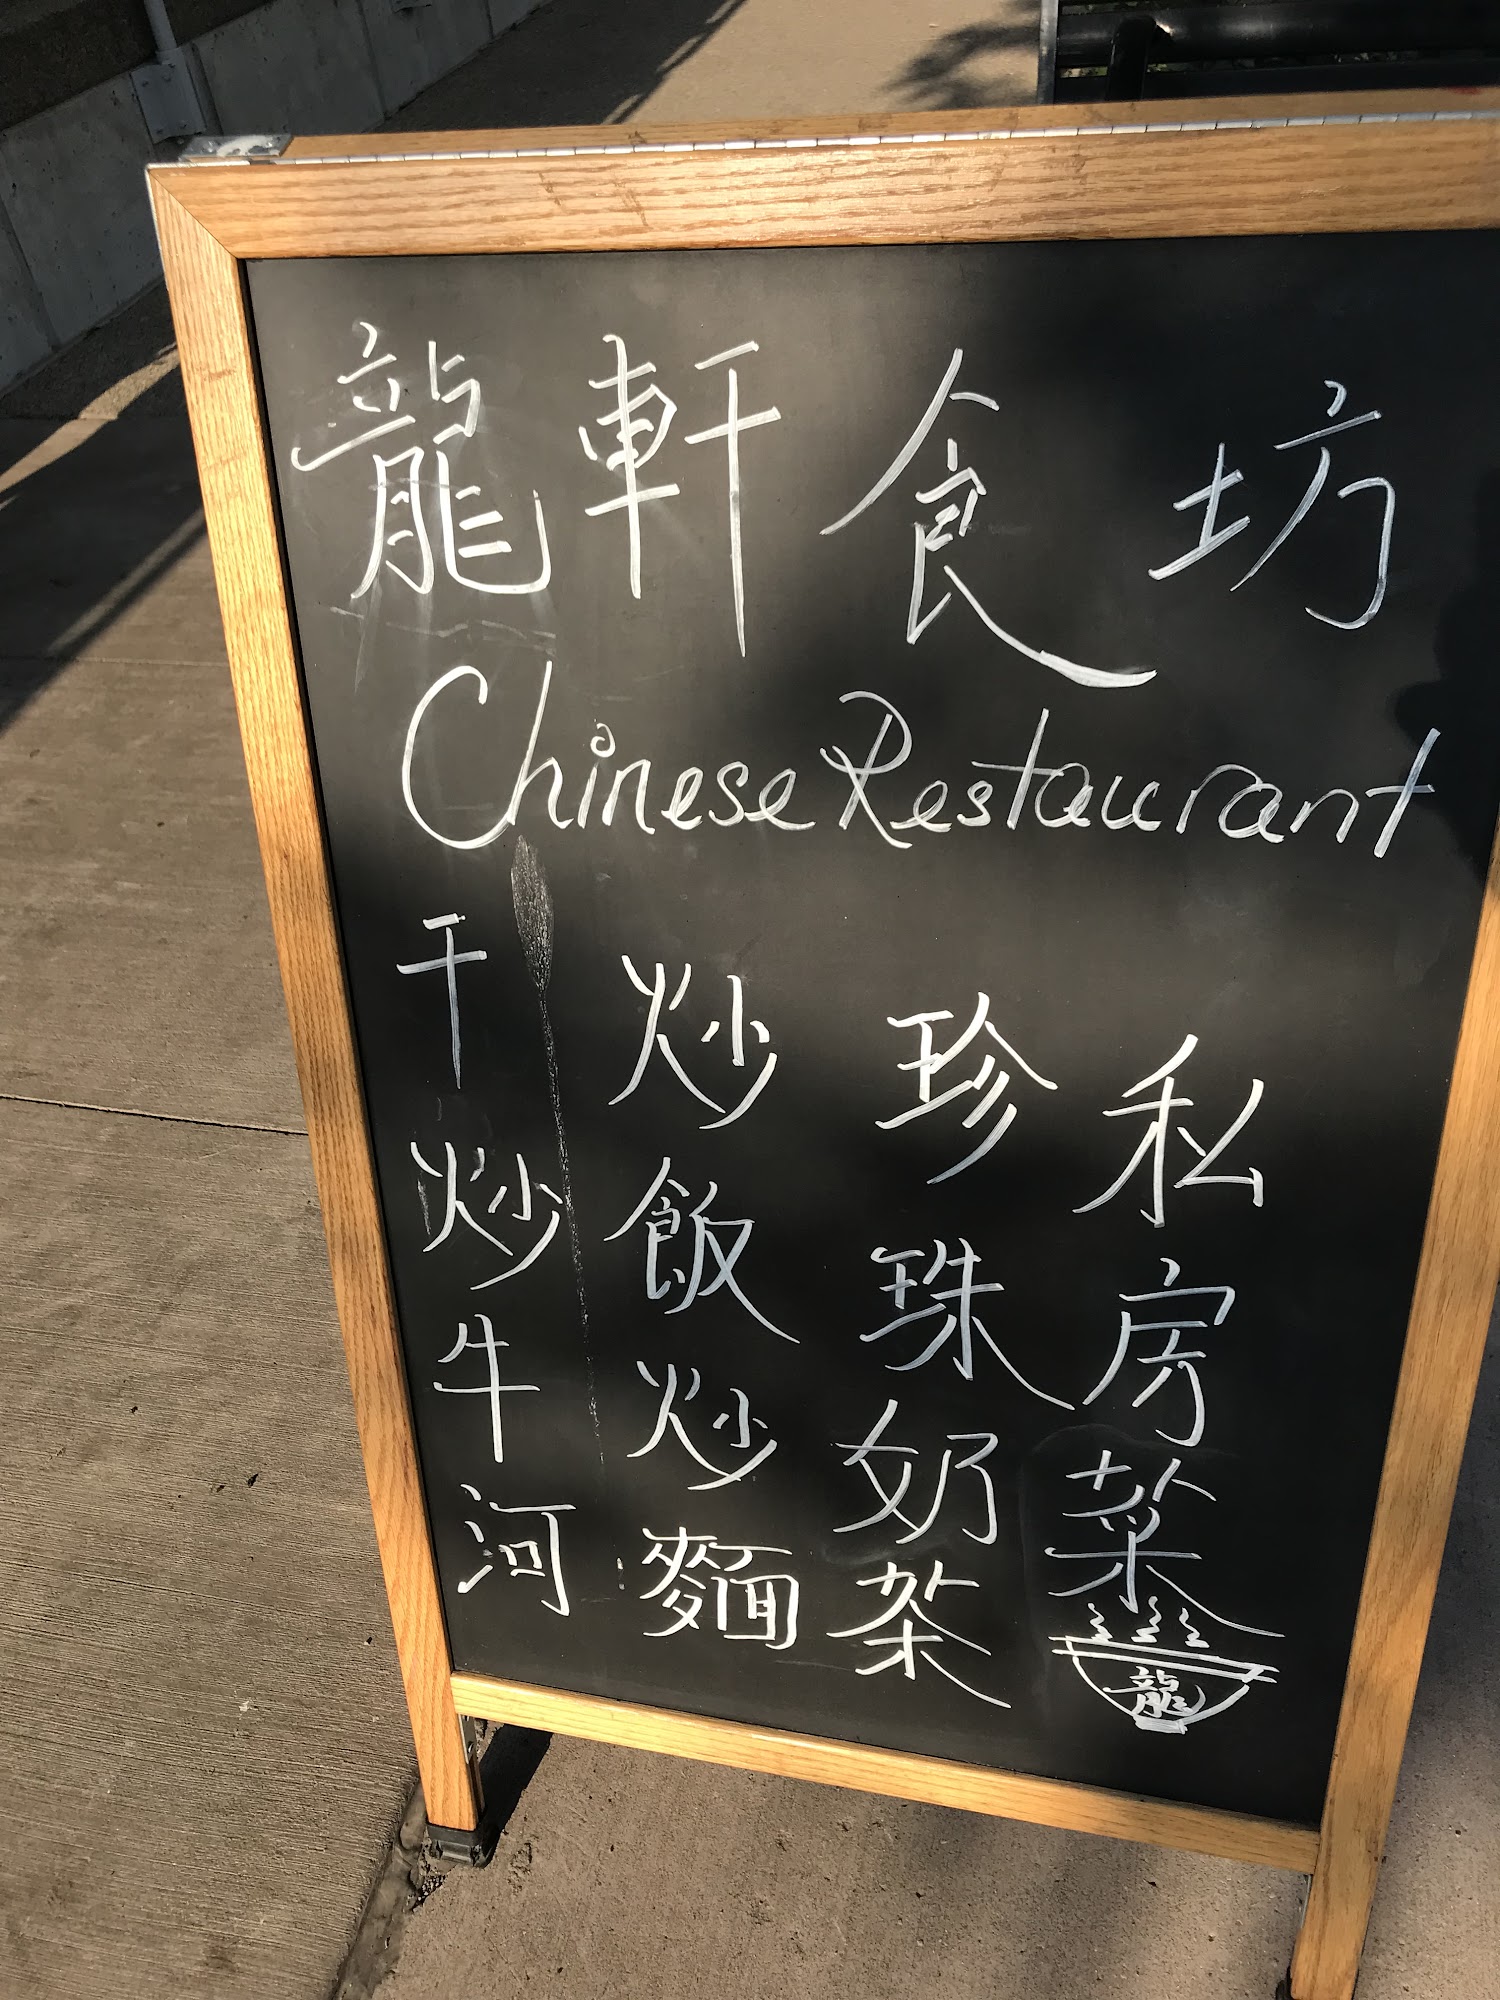 龍軒食坊
Chinese Restaurant
私房菜
珍珠奶茶
炒飯炒麵
干炒牛河
龍